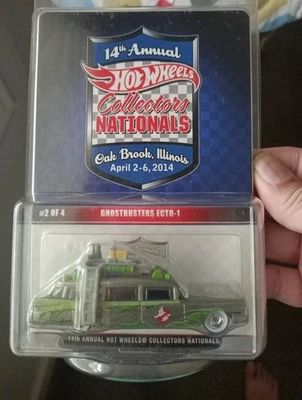 14th Annual
HOT WHEELS
Collectors
NATIONALS
Oak Brook, Illinois
April 2-6, 2014
#2 OF 4
GHOSTBUSTERS ECTO-1
14TH ANNUAL HOT WHEELS® COLLECTORS NATIONALS